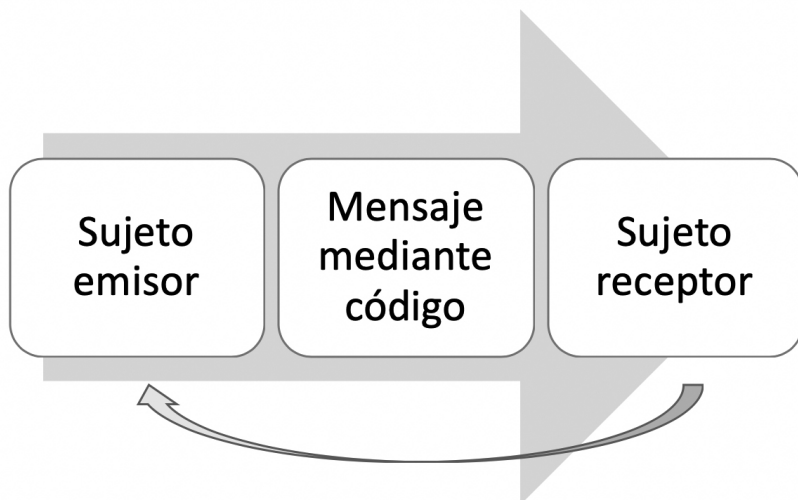 Sujeto
emisor
Mensaje
mediante
código
Sujeto
receptor